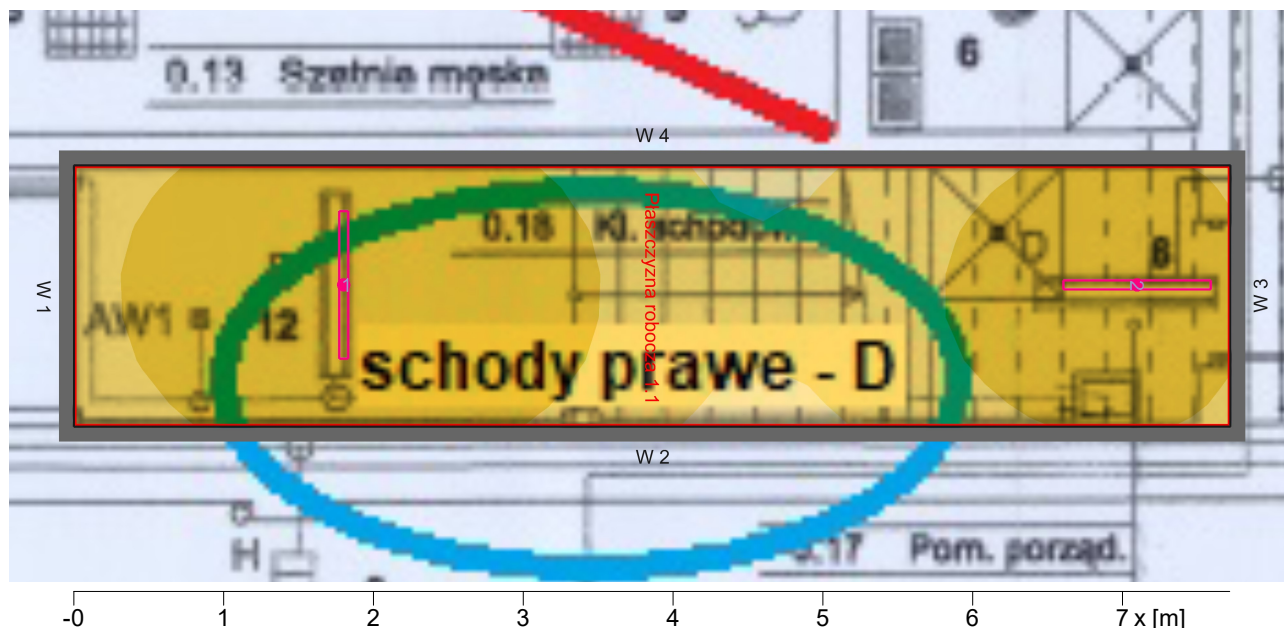 6
0.13 Szatnia męska
W 4
0.18 Kl. schodow
D
8
W 1
1
2
W 3
AW1
12
Płaszczyzna robocza 1.1
schody prawe - D
W 2
H
0.17 Pom. porząd.
-0 1 2 3 4 5 6 7 x [m]